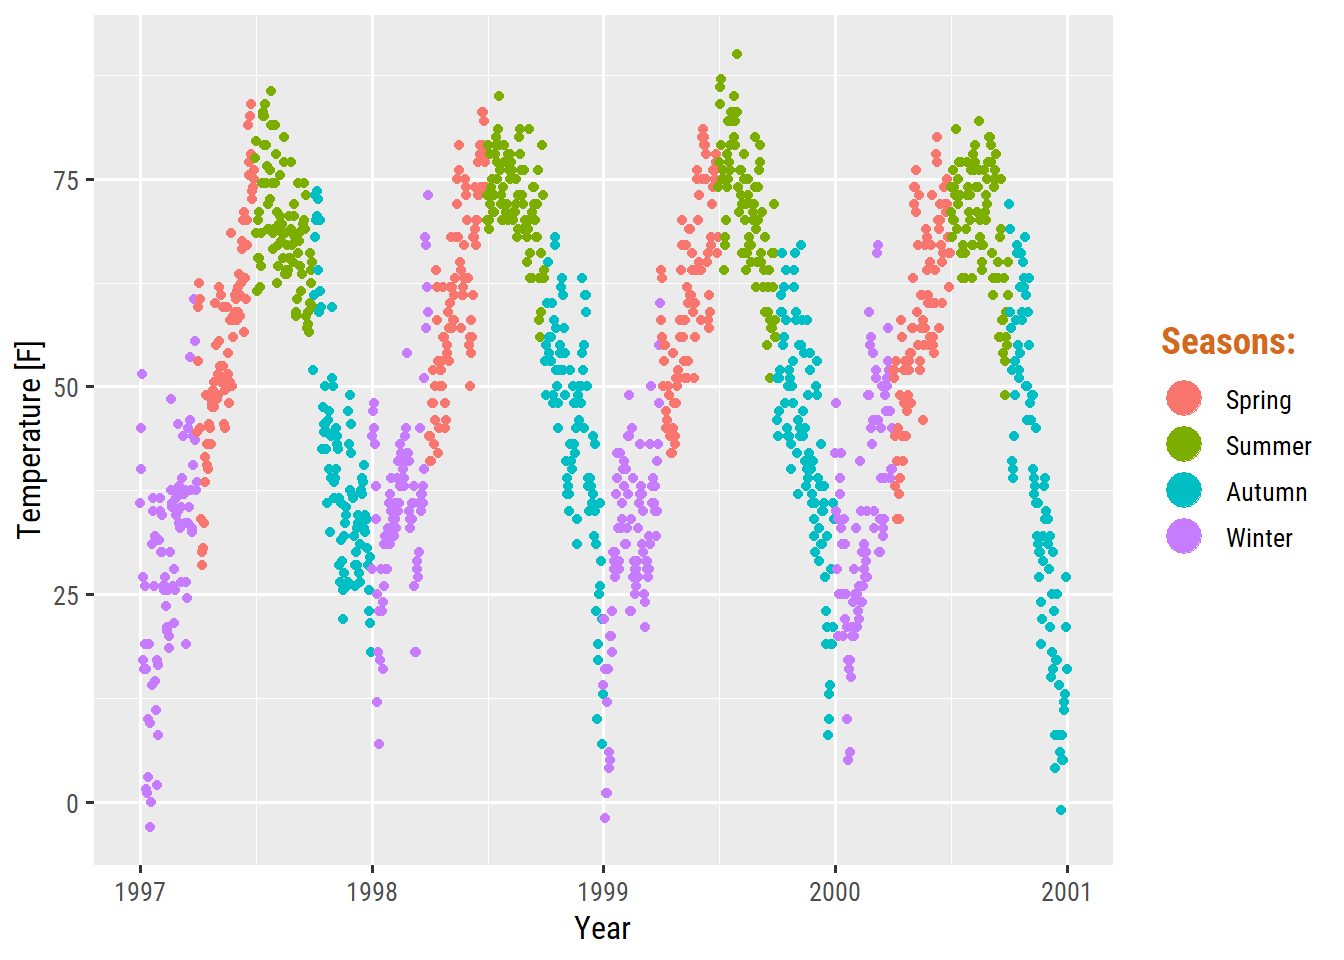 75
50
25
0
Temperature [F]
1997 1998 1999 2000 2001
Year
Seasons:
Spring
Summer
Autumn
Winter